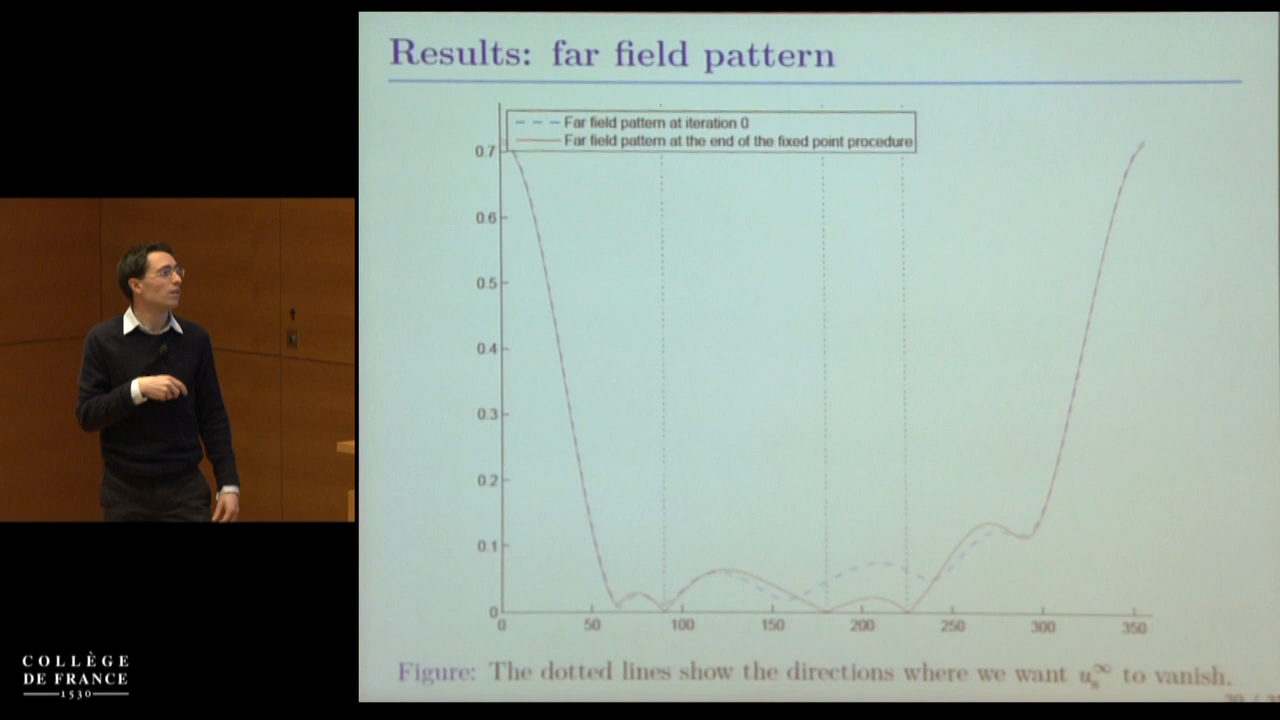 Results: far field pattern
Far field pattern at iteration 0
Far field pattern at the end of the fixed point procedure
0.7
0.6
0.5
0.4
0.3
0.2
0.1
0
0 50 100 150 200 250 300 350
Figure: The dotted lines show the directions where we want u_s^∞ to vanish.
COLLÈGE
DE FRANCE
1530